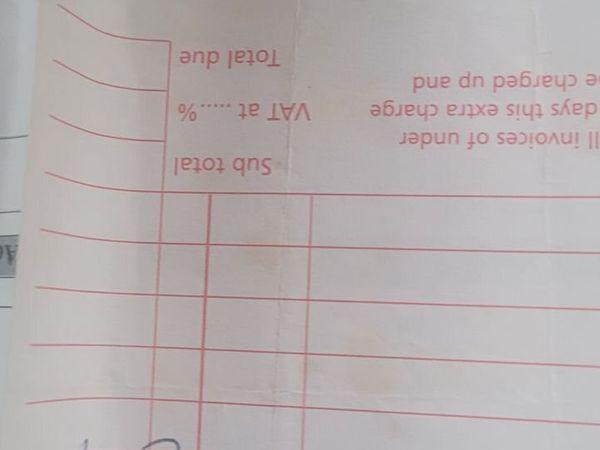 ll invoices of under
Sub total
days this extra charge
VAT at ......%
e charged up and
Total due